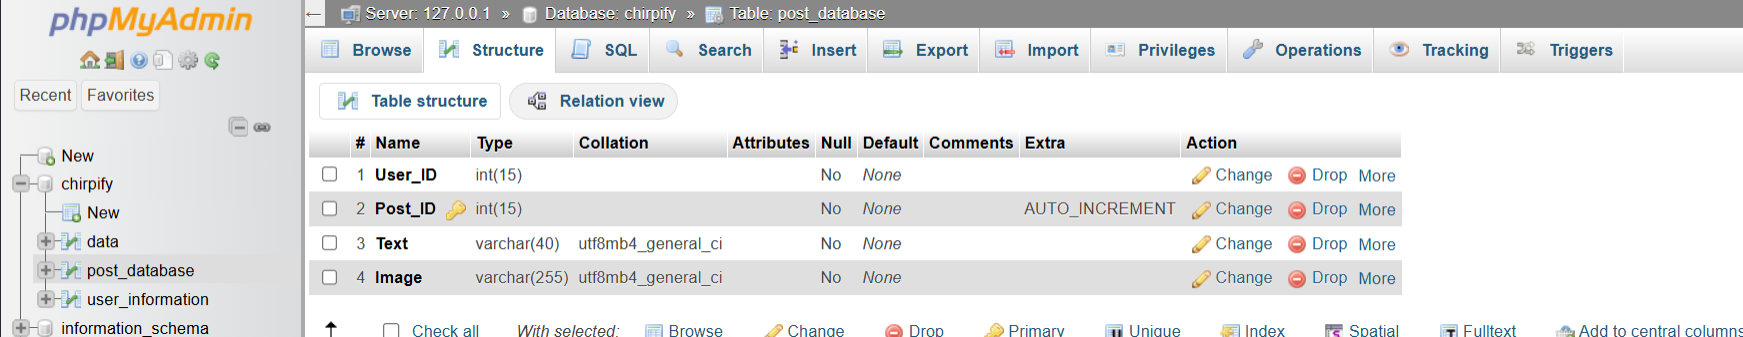 phpMyAdmin
Recent Favorites
New
chirpify
New
data
post_database
user_information
information_schema
← Server: 127.0.0.1 » Database: chirpify » Table: post_database
Browse Structure SQL Search Insert Export Import Privileges Operations Tracking Triggers
Table structure Relation view
# Name Type Collation Attributes Null Default Comments Extra Action
1 User_ID int(15) No None Change Drop More
2 Post_ID int(15) No None AUTO_INCREMENT Change Drop More
3 Text varchar(40) utf8mb4_general_ci No None Change Drop More
4 Image varchar(255) utf8mb4_general_ci No None Change Drop More
Check all With selected: Browse Change Drop Primary Unique Index Spatial Fulltext Add to central columns